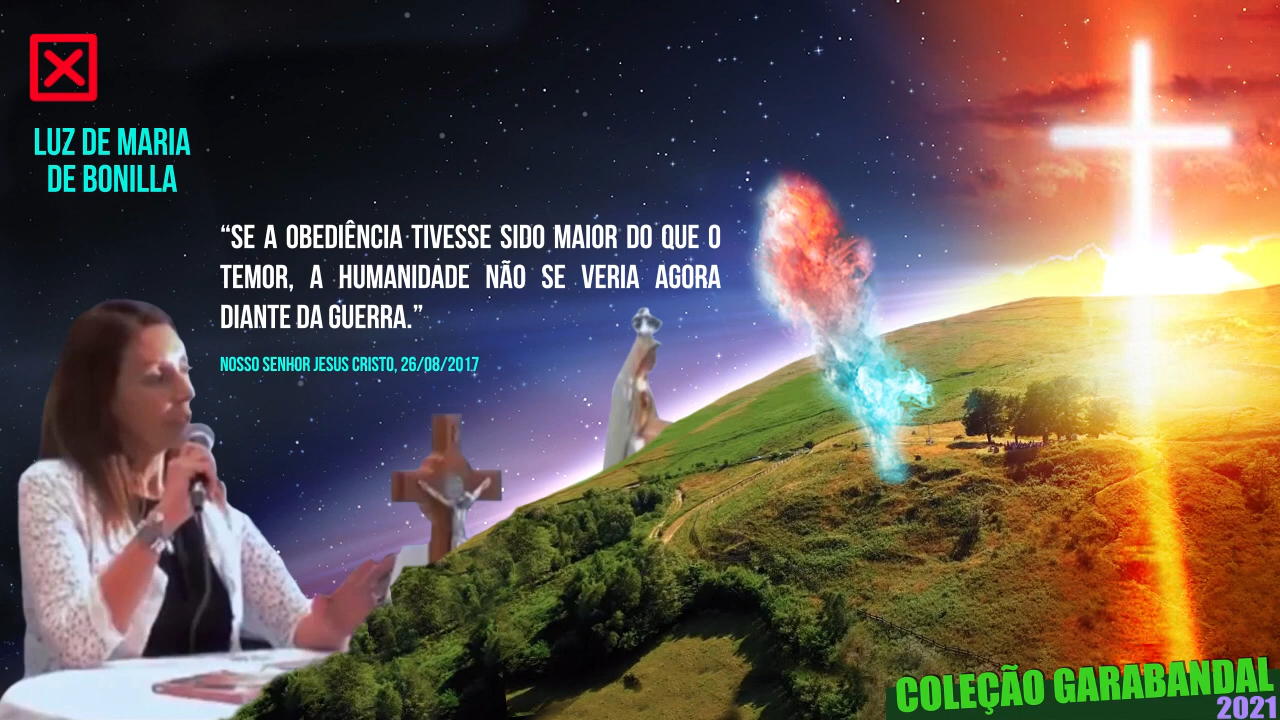 LUZ DE MARIA
DE BONILLA
“SE A OBEDIÊNCIA TIVESSE SIDO MAIOR DO QUE O
TEMOR, A HUMANIDADE NÃO SE VERIA AGORA
DIANTE DA GUERRA.”
NOSSO SENHOR JESUS CRISTO, 26/08/2017
COLEÇÃO GARABANDAL
2021